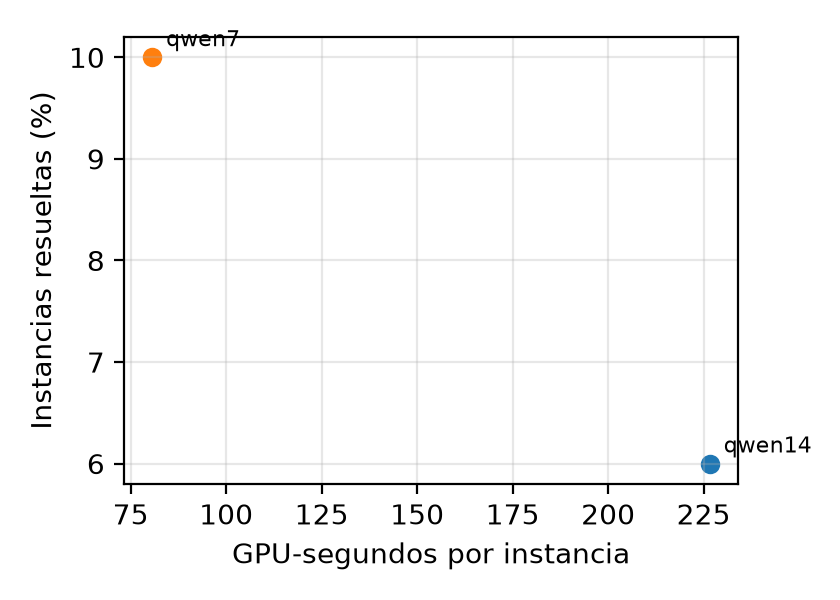 qwen7
10
9
8
7
6
Instancias resueltas (%)
qwen14
75 100 125 150 175 200 225
GPU-segundos por instancia